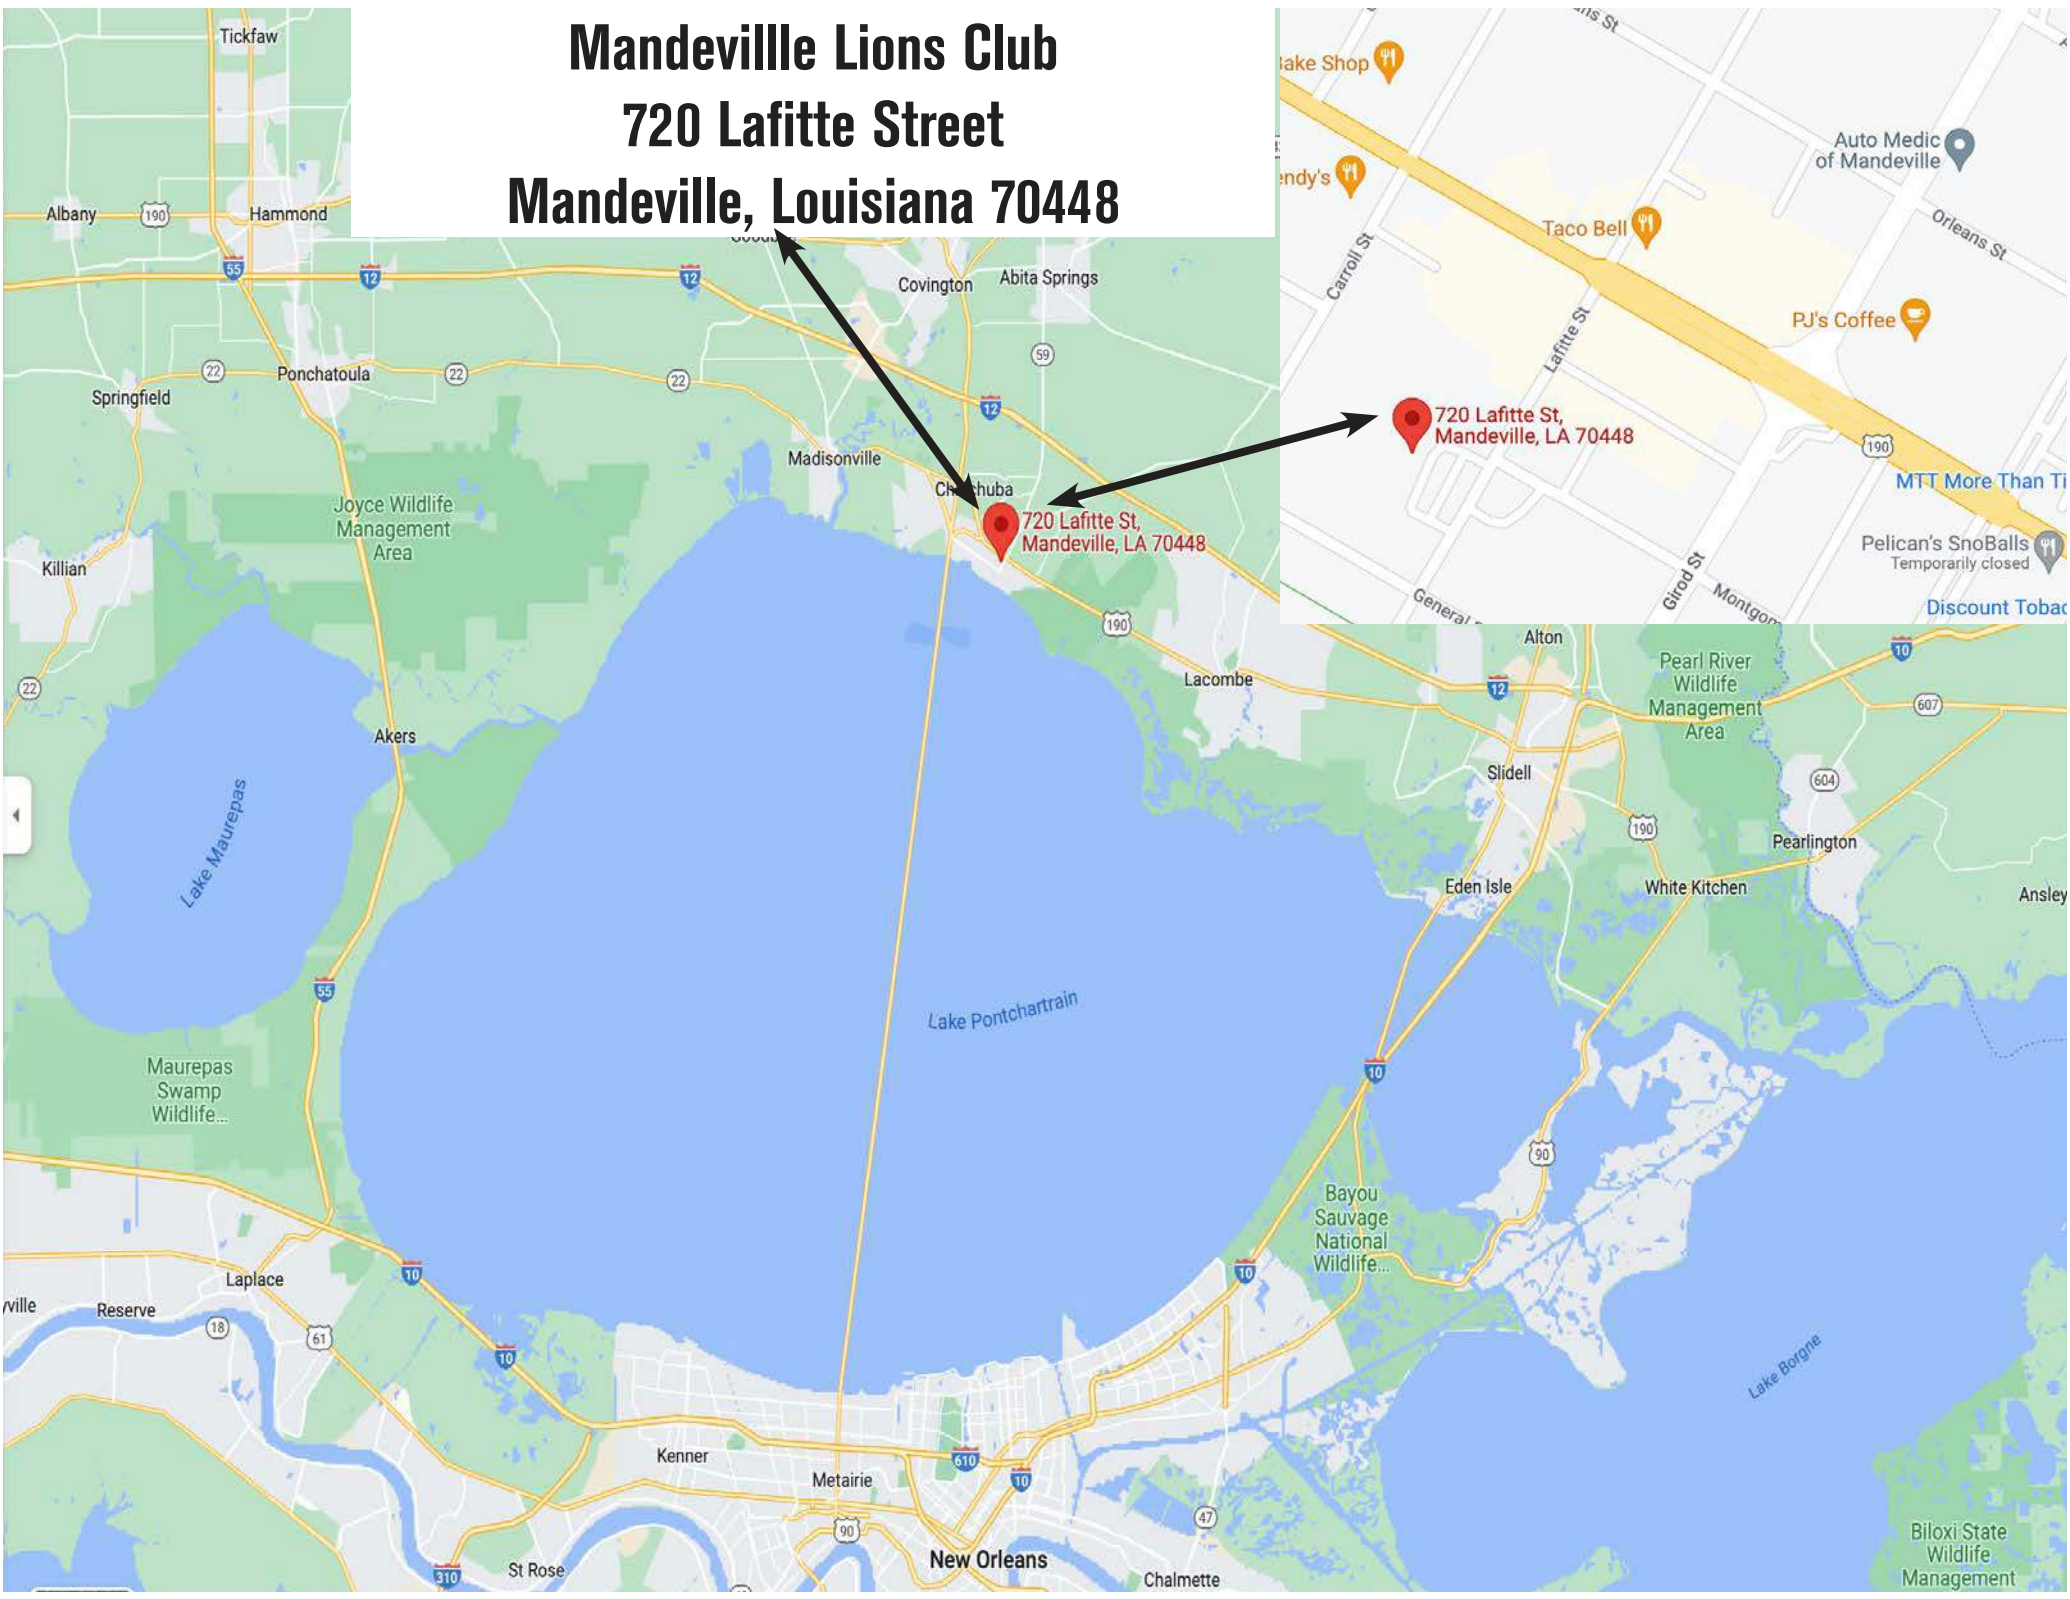 Mandevillle Lions Club
720 Lafitte Street
Mandeville, Louisiana 70448
Tickfaw
Albany
190
Hammond
55
12
12
Covington
Abita Springs
59
22
Ponchatoula
22
22
Springfield
12
Madisonville
720 Lafitte St,
Mandeville, LA 70448
Joyce Wildlife
Management
Area
Killian
190
22
Lacombe
Akers
Lake Maurepas
55
Lake Pontchartrain
Maurepas
Swamp
Wildlife...
Alton
12
Pearl River
Wildlife
Management
Area
10
607
Slidell
604
190
Pearlington
Eden Isle
White Kitchen
Ansley
10
90
Bayou
Sauvage
National
Wildlife...
10
Laplace
10
Reserve
18
61
10
Lake Borgne
Kenner
Metairie
610
10
90
47
New Orleans
St Rose
310
Chalmette
Biloxi State
Wildlife
Management
ake Shop
Auto Medic
of Mandeville
endy's
Taco Bell
Orleans St
Carroll St
PJ's Coffee
Lafitte St
720 Lafitte St,
Mandeville, LA 70448
190
MTT More Than Ti
Pelican's SnoBalls
Temporarily closed
Girod St
General
Montgom
Discount Tobac